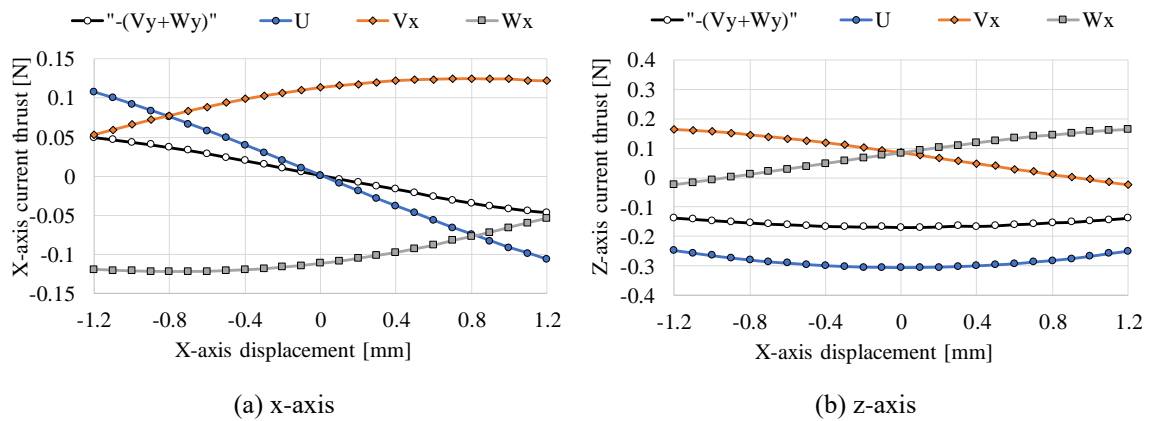 "-(Vy+Wy)" U Vx Wx
X-axis current thrust [N]
0.15
0.1
0.05
0
-0.05
-0.1
-0.15
-1.2 -0.8 -0.4 0 0.4 0.8 1.2
X-axis displacement [mm]
(a) x-axis
"-(Vy+Wy)" U Vx Wx
Z-axis current thrust [N]
0.4
0.3
0.2
0.1
0
-0.1
-0.2
-0.3
-0.4
-1.2 -0.8 -0.4 0 0.4 0.8 1.2
X-axis displacement [mm]
(b) z-axis